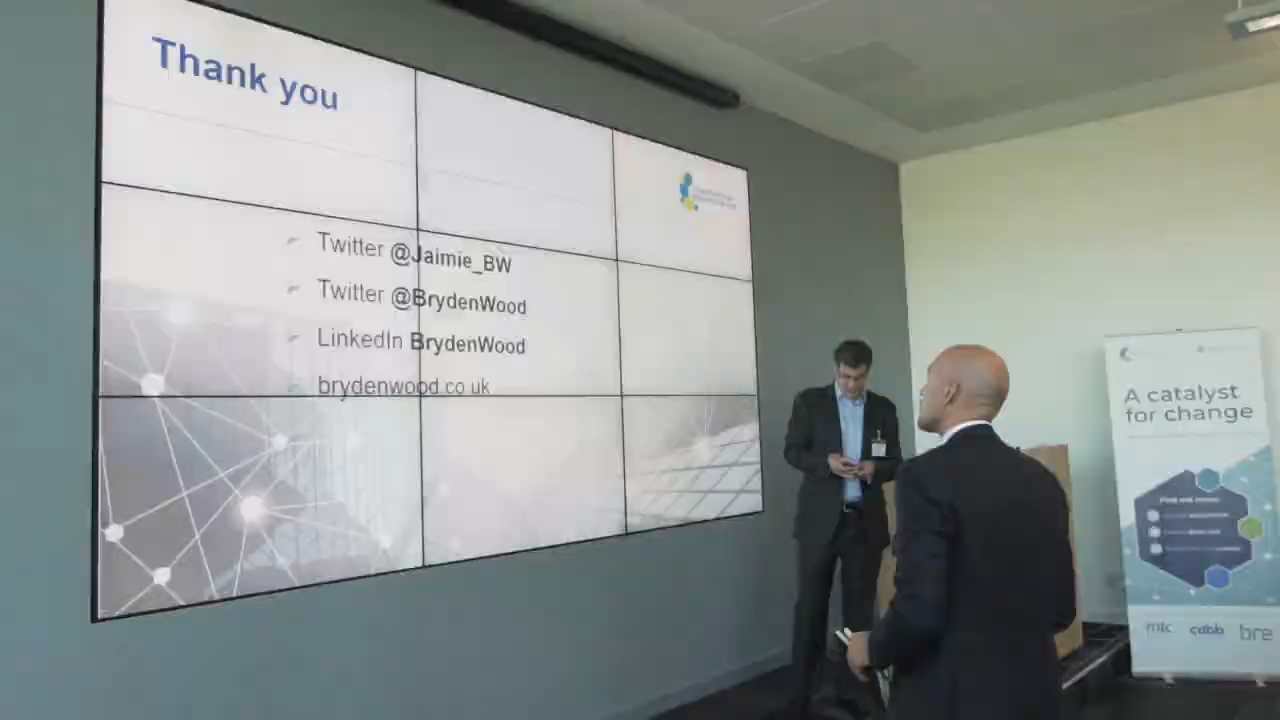 Thank you
Twitter @Jaimie_BW
Twitter @BrydenWood
LinkedIn BrydenWood
brydenwood.co.uk
A catalyst
for change
mtc cdbb bre